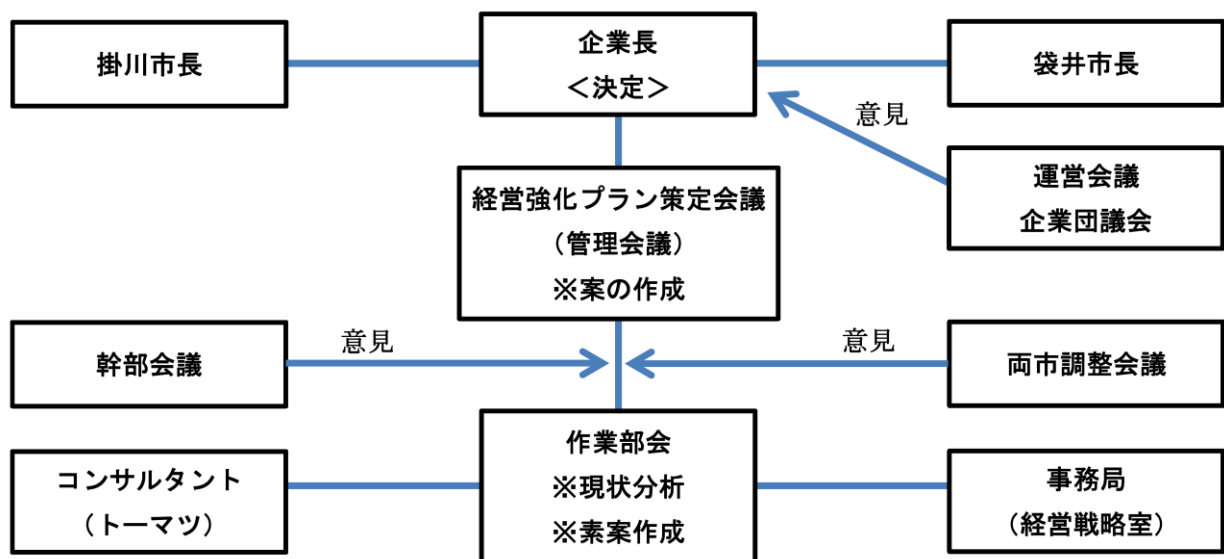 掛川市長
企業長
＜決定＞
袋井市長
意見
運営会議
企業団議会
経営強化プラン策定会議
（管理会議）
※案の作成
幹部会議
意見
意見
両市調整会議
作業部会
※現状分析
※素案作成
コンサルタント
（トーマツ）
事務局
（経営戦略室）